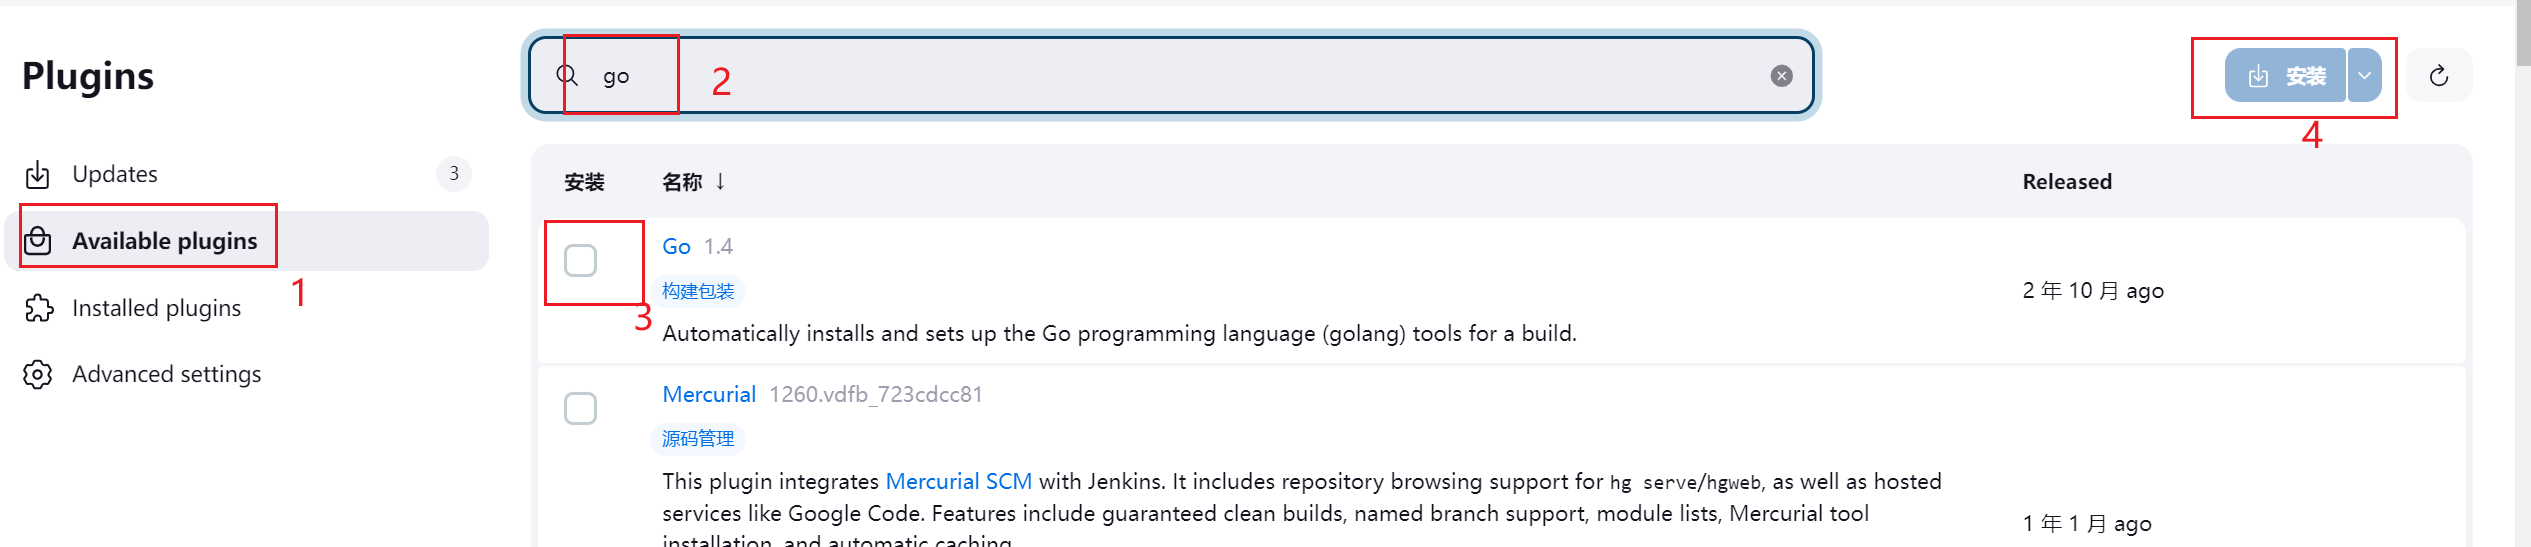 Plugins
go
2
安装
4
Updates 3
Available plugins
1
Installed plugins
Advanced settings
安装 名称 ↓ Released
3
Go 1.4
构建包装
2 年 10 月 ago
Automatically installs and sets up the Go programming language (golang) tools for a build.
Mercurial 1260.vdfb_723cdcc81
源码管理
This plugin integrates Mercurial SCM with Jenkins. It includes repository browsing support for hg serve/hgweb, as well as hosted
services like Google Code. Features include guaranteed clean builds, named branch support, module lists, Mercurial tool
installation, and automatic caching.
1 年 1 月 ago